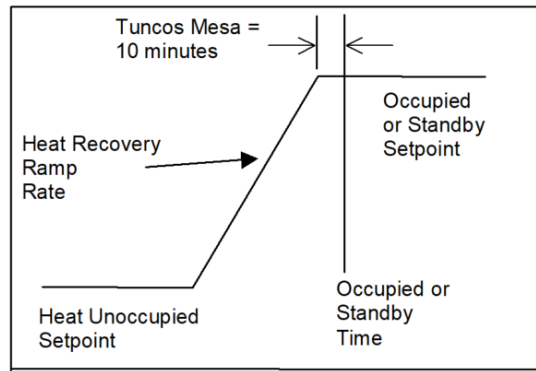 Tuncos Mesa =
10 minutes
Occupied
or Standby
Setpoint
Heat Recovery
Ramp
Rate
Heat Unoccupied
Setpoint
Occupied or
Standby
Time